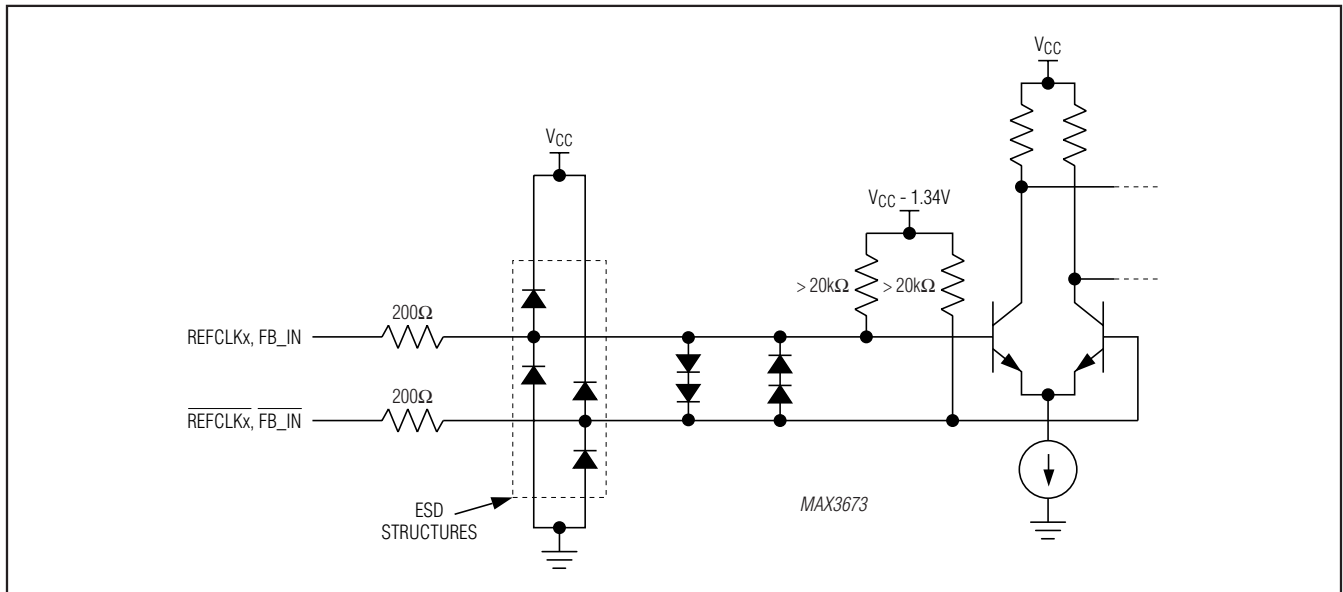 VCC
VCC
VCC - 1.34V
> 20kΩ
> 20kΩ
200Ω
REFCLKx, FB_IN
200Ω
REFCLKx, FB_IN
ESD
STRUCTURES
MAX3673